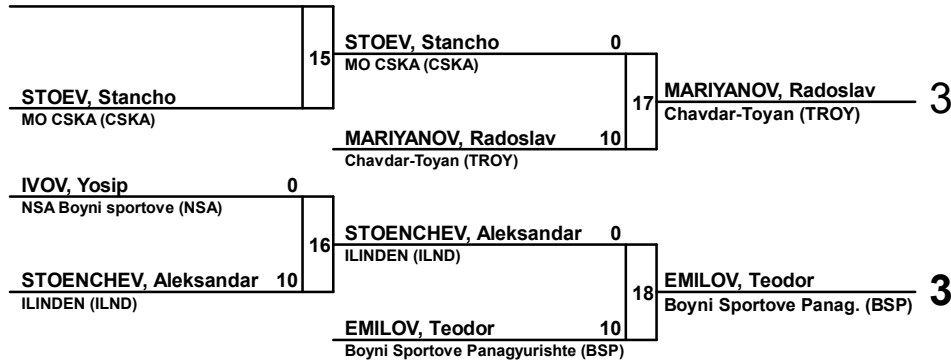 15
STOEV, Stancho 0
MO CSKA (CSKA)
STOEV, Stancho
MO CSKA (CSKA)
17
MARIYANOV, Radoslav 3
Chavdar-Toyan (TROY)
MARIYANOV, Radoslav 10
Chavdar-Toyan (TROY)
IVOV, Yosip 0
NSA Boyni sportove (NSA)
16
STOENCHEV, Aleksandar 0
ILINDEN (ILND)
STOENCHEV, Aleksandar 10
ILINDEN (ILND)
18
EMILOV, Teodor 3
Boyni Sportove Panag. (BSP)
EMILOV, Teodor 10
Boyni Sportove Panagyurishte (BSP)